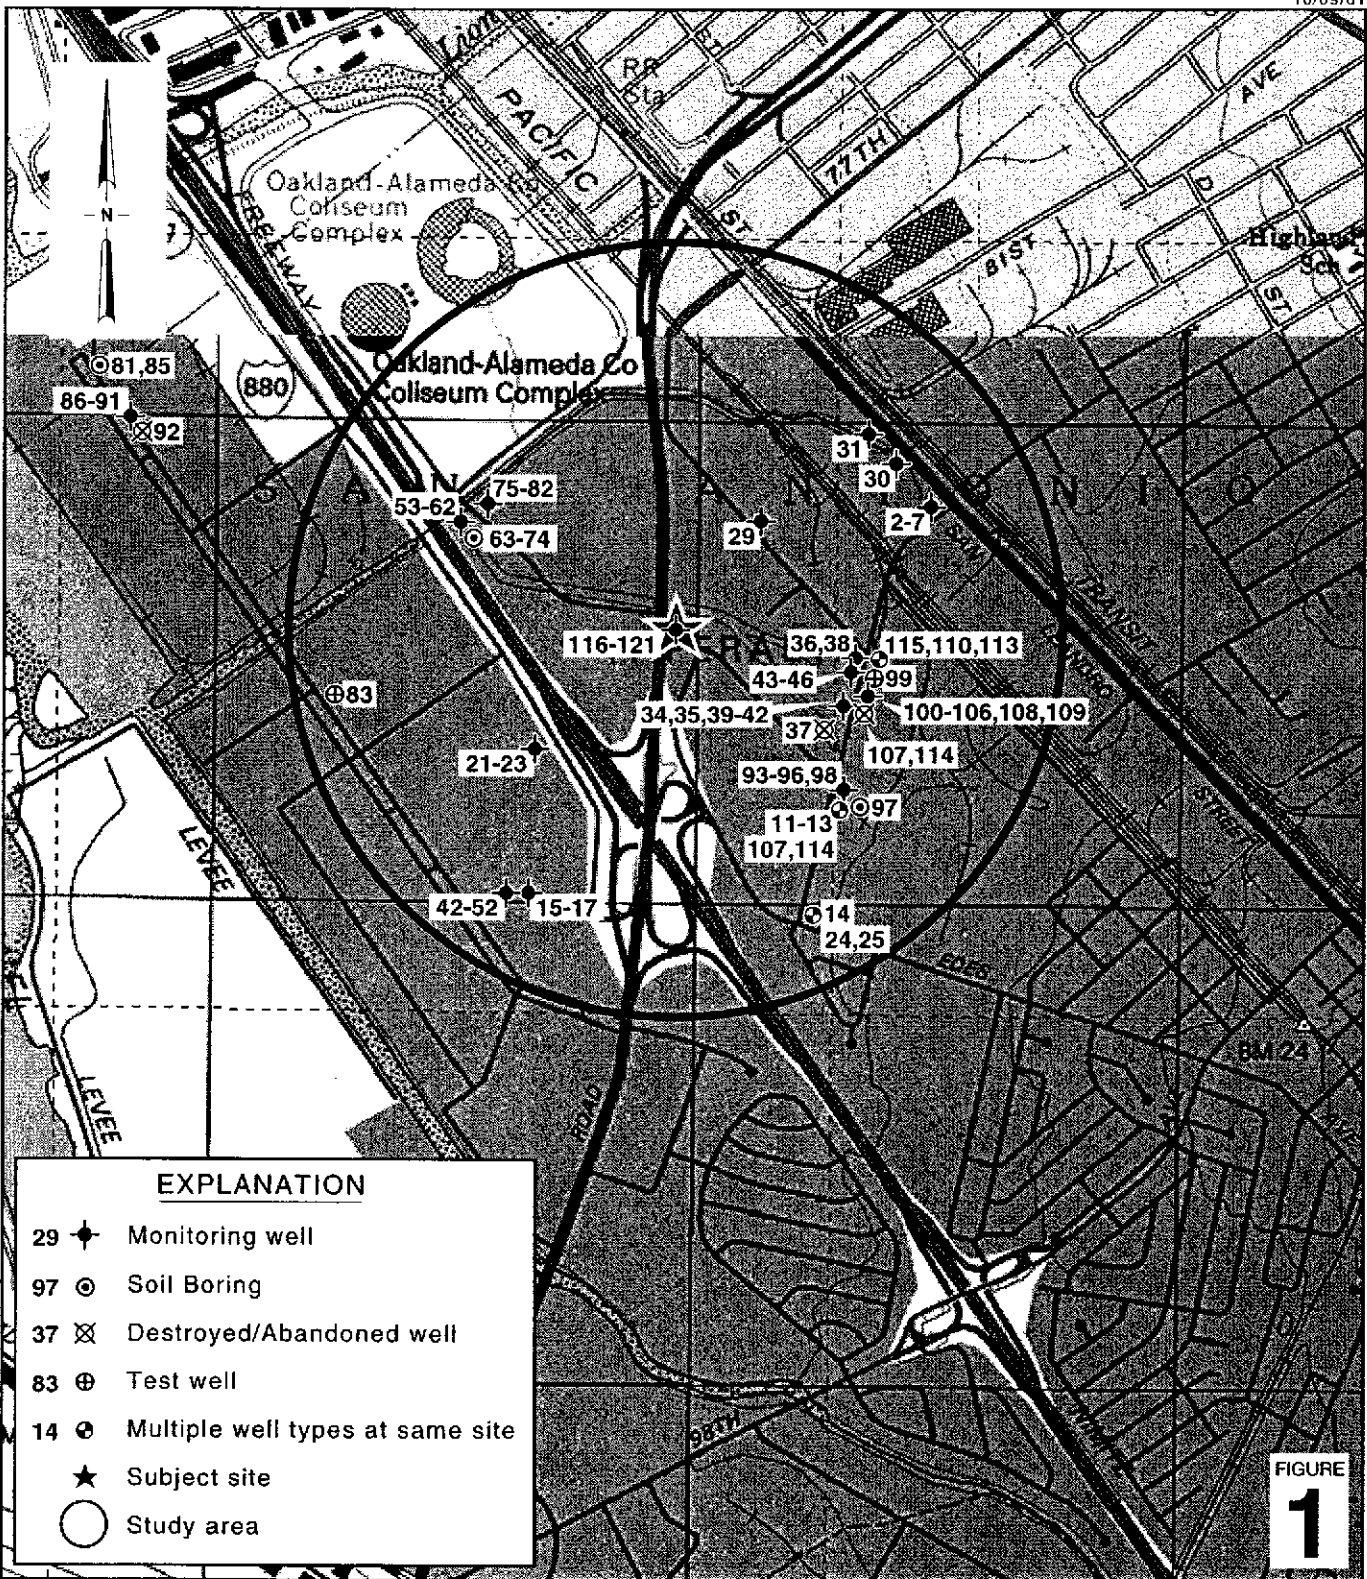 Lion
RR
Sta
ST
PACIFIC
AVE
77TH
Oakland-Alameda Co
Coliseum
Complex
D
ST
N
FREEWAY
81ST
Highland
Sch
ST
81,85
880
Oakland-Alameda Co
Coliseum Complex
86-91
92
31
30
S A N
A N
O N I O
75-82
53-62
2-7
29
63-74
SAN
TRANSIT
116-121
36,38
115,110,113
43-46
99
LEANDRO
83
34,35,39-42
100-106,108,109
37
107,114
21-23
93-96,98
97
STREET
11-13
107,114
LEVEE
42-52
15-17
14
24,25
EDES
BM 24
LEVEE
ROAD
AVE
EXPLANATION
29 Monitoring well
97 Soil Boring
37 Destroyed/Abandoned well
83 Test well
14 Multiple well types at same site
Subject site
Study area
98TH
NIMITZ
FIGURE
1